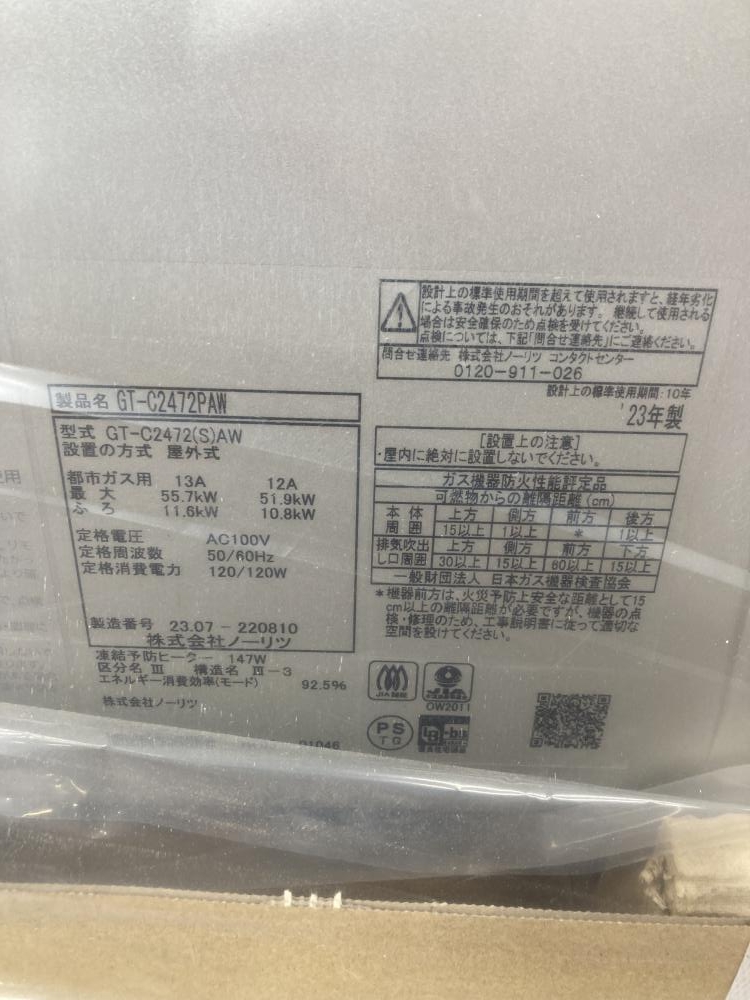 設計上の標準使用期間を超えて使用されますと、経年劣化
による事故発生のおそれがあります。 継続して使用される
場合は安全確保のため点検を受けてください。
点検については、下記「問合せ連絡先」にご連絡ください。
問合せ連絡先 株式会社ノーリツ コンタクトセンター
0120-911-026
設計上の標準使用期間:10年
'23年製
製品名 GT-C2472PAW
型式 GT-C2472(S)AW
設置の方式 屋外式
都市ガス用 13A 12A
最 大 55.7kW 51.9kW
ふ ろ 11.6kW 10.8kW
定格電圧 AC100V
定格周波数 50/60Hz
定格消費電力 120/120W
製造番号 23.07-220810
株式会社ノーリツ
凍結予防ヒーター 147W
区分名 Ⅲ 構造名 Ⅲ-3
エネルギー消費効率(モード) 92.5%
株式会社ノーリツ
[設置上の注意]
・屋内に絶対に設置しないでください。
ガス機器防火性能評定品
可燃物からの離隔距離(cm)
本体周囲 上方 側方 前方 後方
15以上 1以上 * 1以上
排気吹出し口周囲 上方 側方 前方 下方
30以上 15以上 60以上 15以上
一般財団法人 日本ガス機器検査協会
*機器前方は、火災予防上安全な距離として15
cm以上の離隔距離が必要ですが、機器の点
検・修理のため、工事説明書に従って適切な
空間を設けてください。
JIA
OW2011
PS
TG